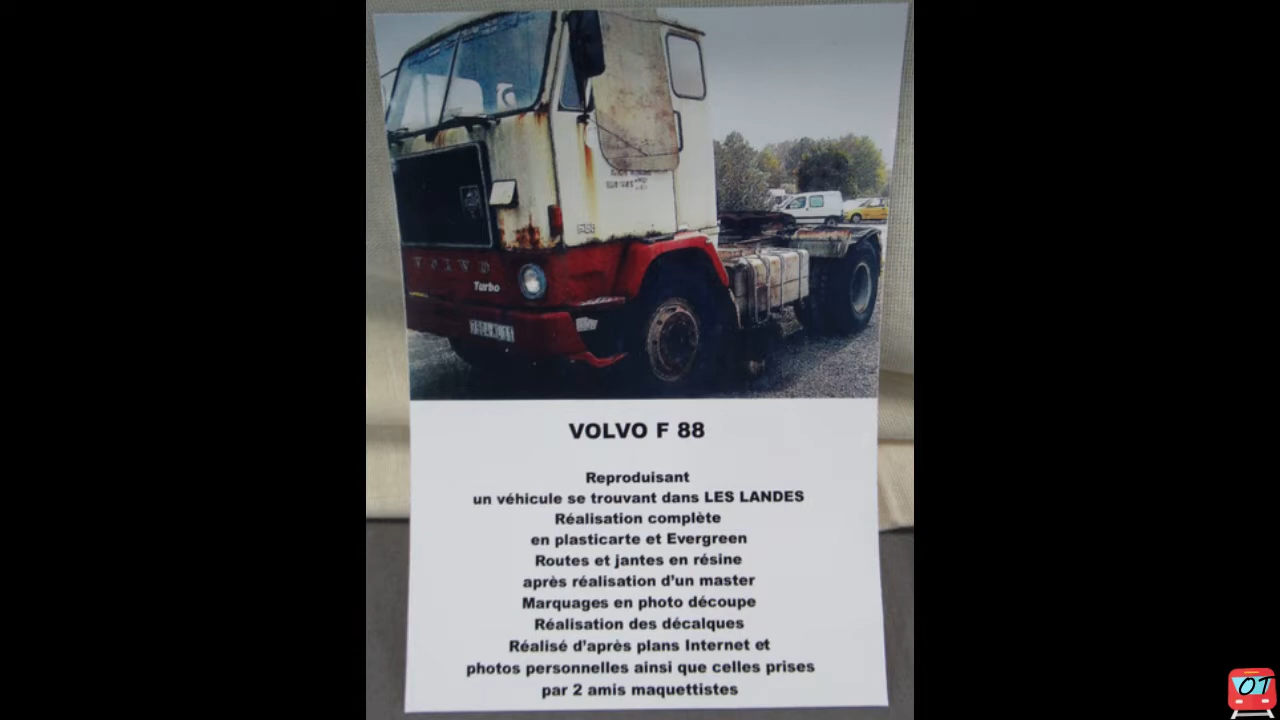 VOLVO
Turbo
F88
VOLVO F 88
Reproduisant
un véhicule se trouvant dans LES LANDES
Réalisation complète
en plasticarte et Evergreen
Routes et jantes en résine
après réalisation d'un master
Marquages en photo découpe
Réalisation des décalques
Réalisé d'après plans Internet et
photos personnelles ainsi que celles prises
par 2 amis maquettistes
OT